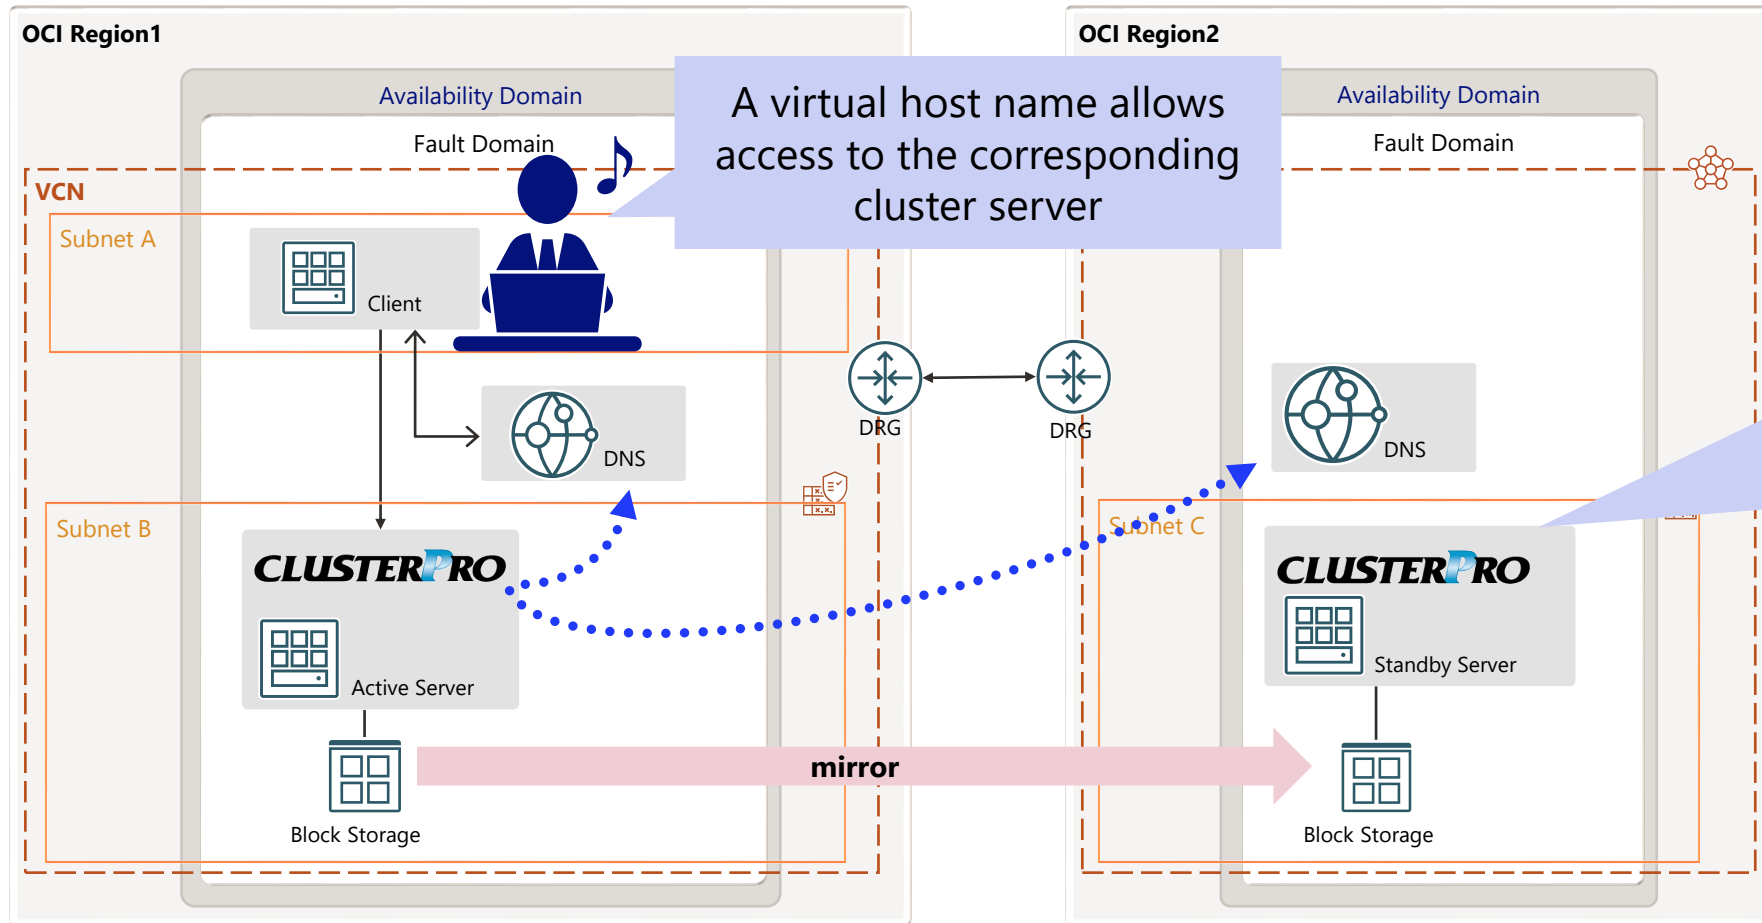 OCI Region1
Availability Domain
Fault Domain
VCN
Subnet A
Client
DNS
Subnet B
CLUSTERPRO
Active Server
Block Storage
A virtual host name allows
access to the corresponding
cluster server
DRG
DRG
mirror
OCI Region2
Availability Domain
Fault Domain
DNS
Subnet C
CLUSTERPRO
Standby Server
Block Storage